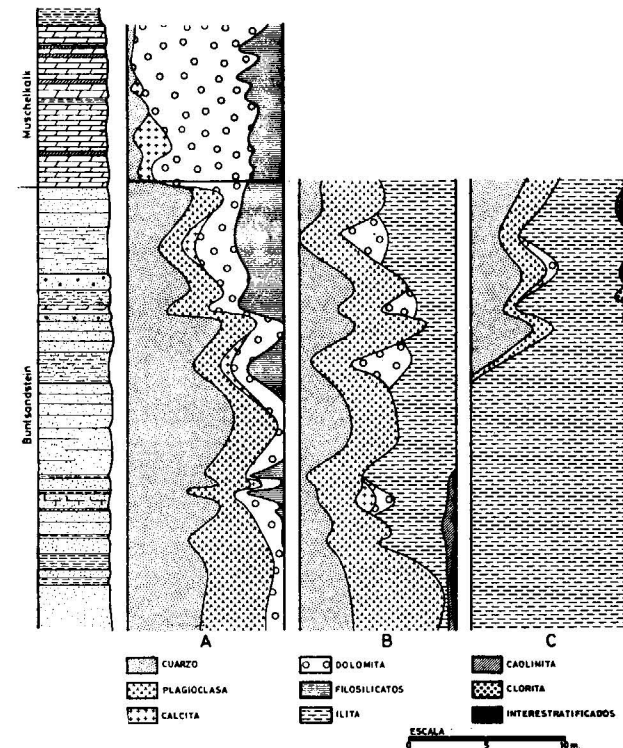 Muschelkalk
Buntsandstein
A B C
CUARZO DOLOMITA CAOLINITA
PLAGIOCLASA FILOSILICATOS CLORITA
CALCITA ILITA INTERESTRATIFICADOS
ESCALA
0 5 10 m.